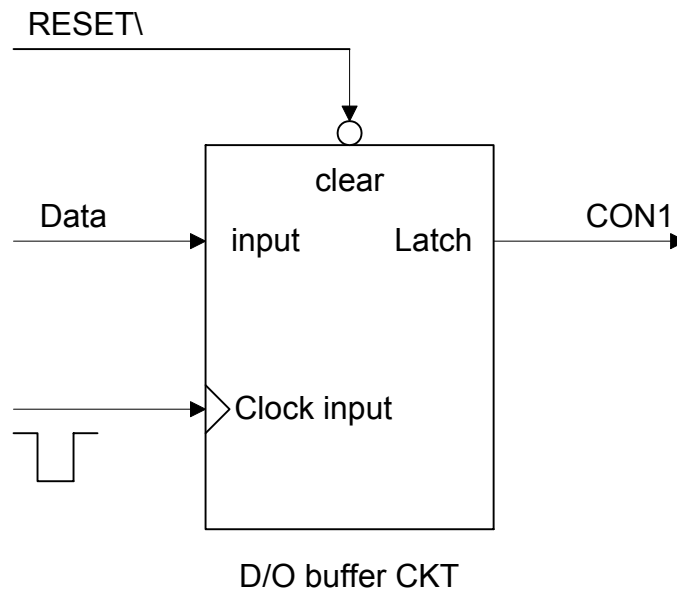 RESET\
clear
Data
input
Latch
CON1
Clock input
D/O buffer CKT